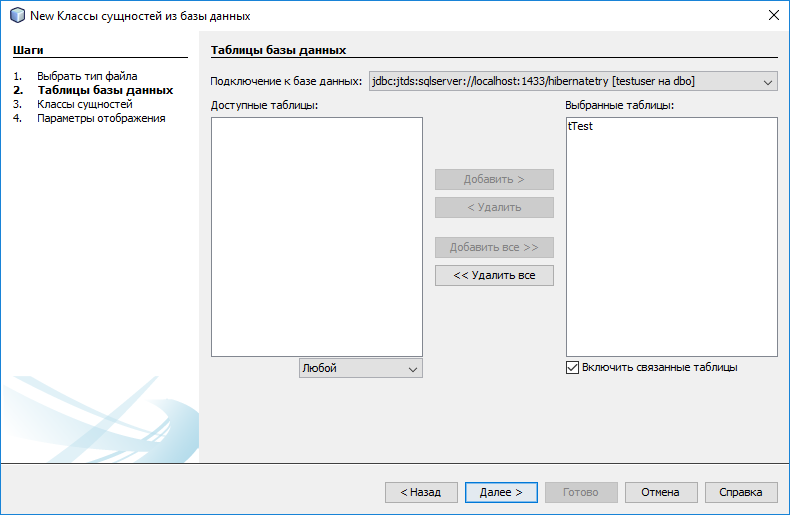 New Классы сущностей из базы данных
Шаги
1. Выбрать тип файла
2. Таблицы базы данных
3. Классы сущностей
4. Параметры отображения
Таблицы базы данных
Подключение к базе данных: jdbc:jtds:sqlserver://localhost:1433/hibernatetry [testuser на dbo]
Доступные таблицы:
Выбранные таблицы:
tTest
Добавить >
< Удалить
Добавить все >>
<< Удалить все
Любой
Включить связанные таблицы
< Назад
Далее >
Готово
Отмена
Справка